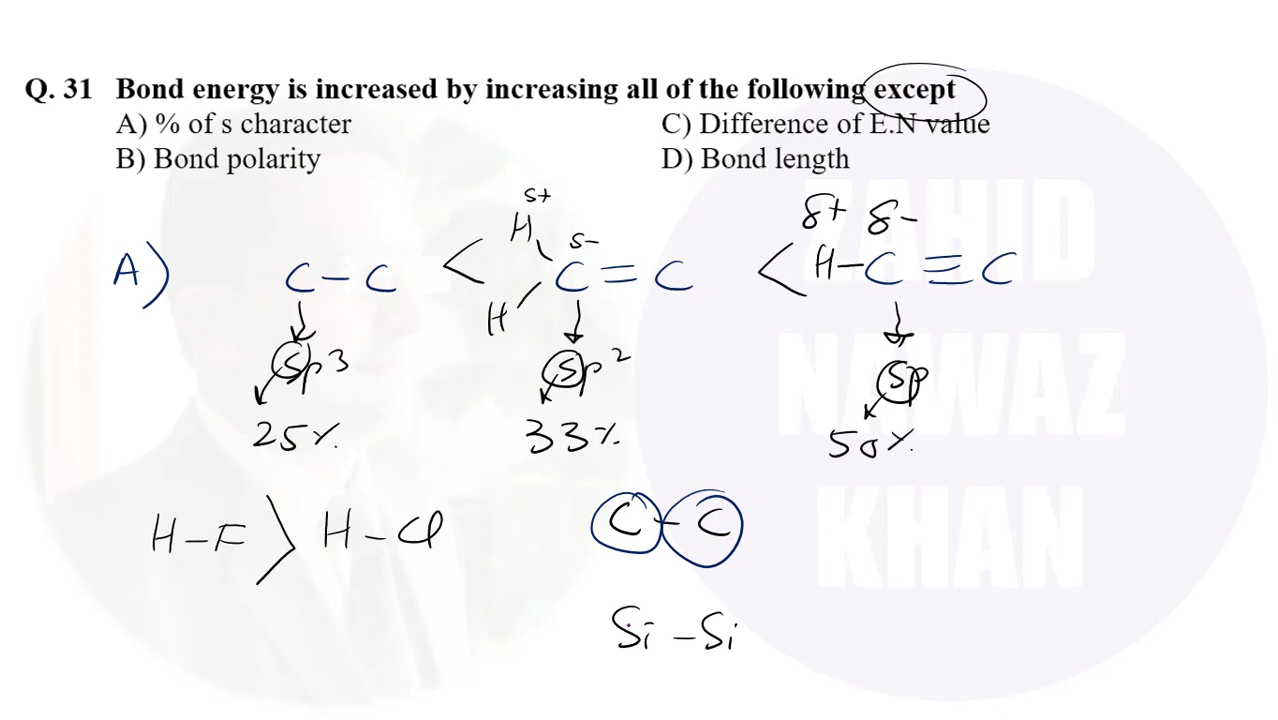 Q. 31 Bond energy is increased by increasing all of the following except
A) % of s character C) Difference of E.N value
B) Bond polarity D) Bond length
A) C – C < H H C = C < H – C ≡ C
δ+ δ- δ+ δ-
sp3 sp2 sp
25% 33% 50%
H – F > H – Cl C – C
Si – Si
ZAHID
NAWAZ
KHAN